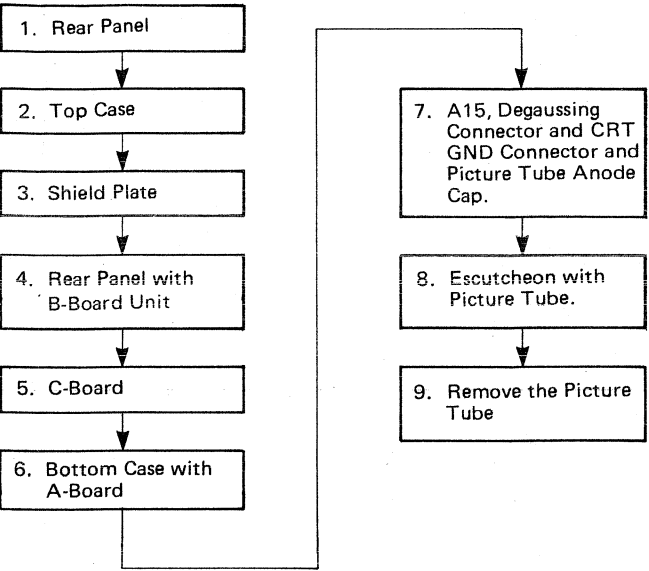 1. Rear Panel
2. Top Case
3. Shield Plate
4. Rear Panel with
B-Board Unit
5. C-Board
6. Bottom Case with
A-Board
7. A15, Degaussing
Connector and CRT
GND Connector and
Picture Tube Anode
Cap.
8. Escutcheon with
Picture Tube.
9. Remove the Picture
Tube